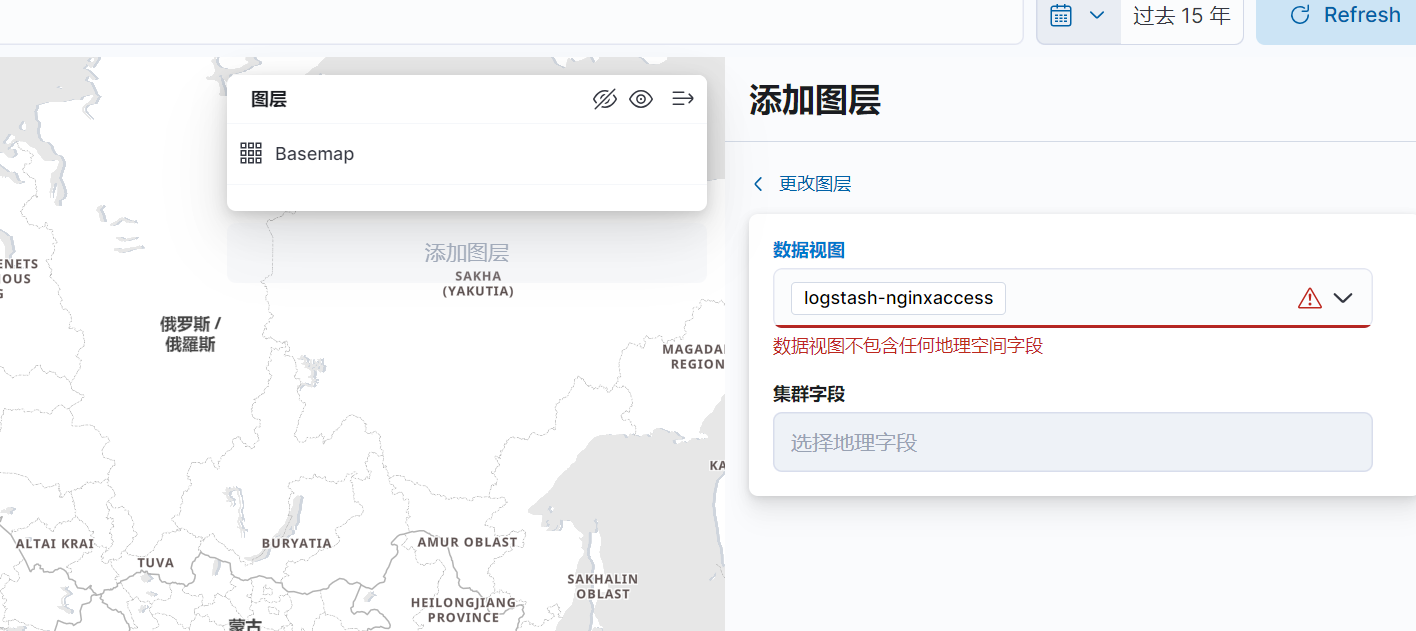 过去 15 年
Refresh
图层
Basemap
添加图层
SAKHA
(YAKUTIA)
ENETS
IOUS
俄罗斯 /
俄羅斯
MAGADA
REGION
KA
ALTAI KRAI
TUVA
BURYATIA
AMUR OBLAST
SAKHALIN
OBLAST
HEILONGJIANG
PROVINCE
蒙古
添加图层
更改图层
数据视图
logstash-nginxaccess
数据视图不包含任何地理空间字段
集群字段
选择地理字段